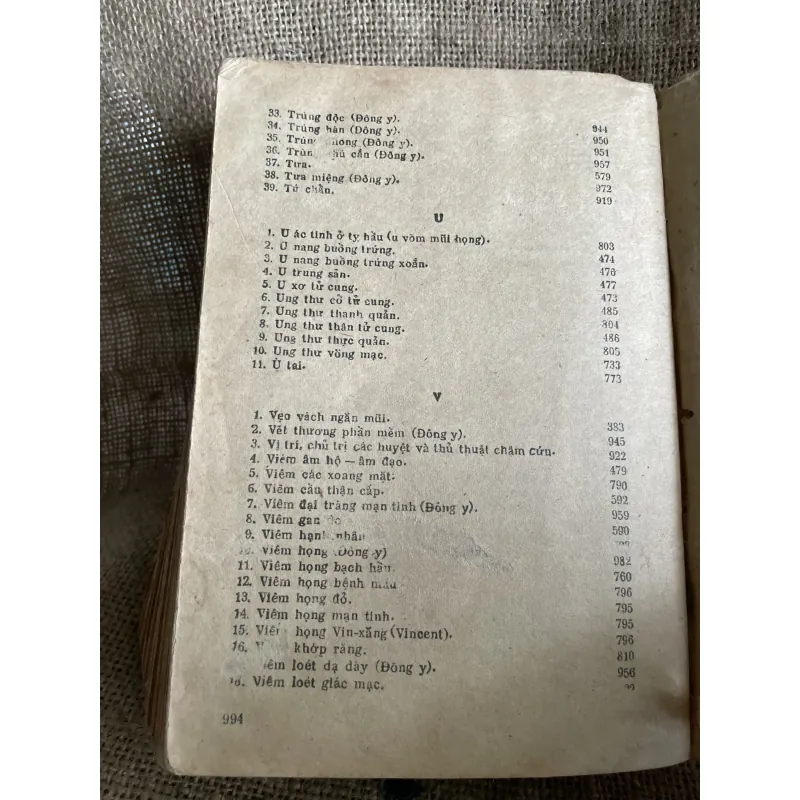 33. Trúng độc (Đông y). 944
34. Trúng hàn (Đông y). 950
35. (Đông y). 951
36. cần (Đông y). 957
37. Tưa. 579
38. Tưa miệng (Đông y). 972
39. Tứ chẩn. 919
U
1. U ác tính ở tỵ hầu (u vòm mũi họng). 803
2. U nang buồng trứng. 474
3. U nang buồng trứng xoắn. 476
4. U trung sản. 477
5. U xơ tử cung. 473
6. Ung thư cổ tử cung. 485
7. Ung thư thanh quản. 804
8. Ung thư thân tử cung. 486
9. Ung thư thực quản. 805
10. Ung thư võng mạc. 733
11. Ù tai. 773
V
1. Vẹo vách ngăn mũi. 383
2. Vết thương phần mềm (Đông y). 945
3. Vị trí, chủ trị các huyệt và thủ thuật châm cứu. 922
4. Viêm âm hộ — âm đạo. 479
5. Viêm các xoang mặt. 790
6. Viêm cầu thận cấp. 592
7. Viêm đại tràng mạn tính (Đông y). 959
8. Viêm gan 590
9. Viêm hạnh nhân
10. Viêm họng (Đông y) 982
11. Viêm họng bạch hầu. 760
12. Viêm họng bệnh máu 796
13. Viêm họng đỏ. 795
14. Viêm họng mạn tính. 795
15. Viêm họng Vin-xăng (Vincent). 796
16. khớp răng. 810
Viêm loét dạ dày (Đông y). 956
18. Viêm loét giác mạc.
994